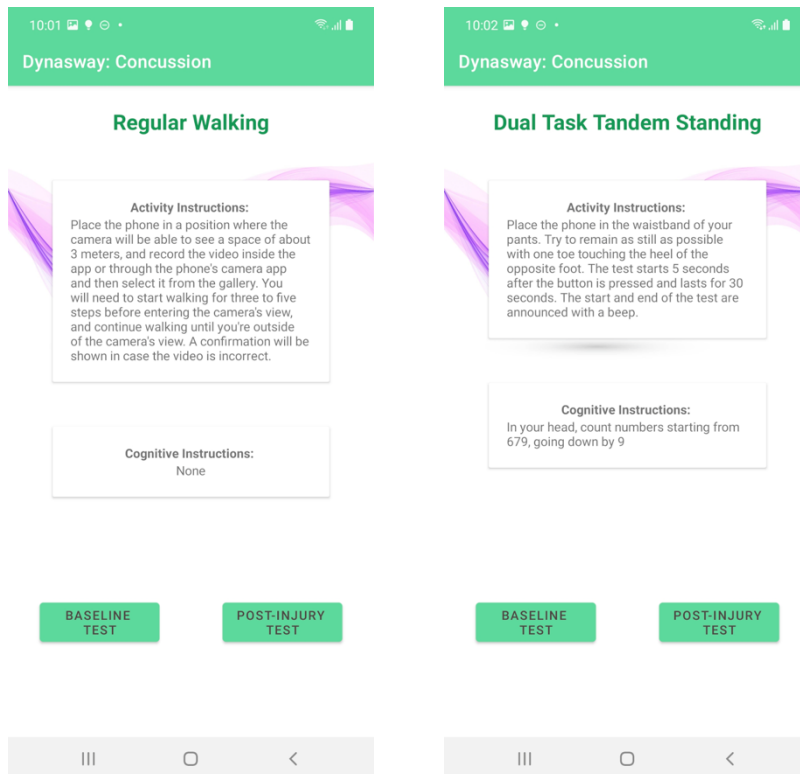 10:01
Dynasway: Concussion
Regular Walking
Activity Instructions:
Place the phone in a position where the
camera will be able to see a space of about
3 meters, and record the video inside the
app or through the phone's camera app
and then select it from the gallery. You
will need to start walking for three to five
steps before entering the camera's view,
and continue walking until you're outside
of the camera's view. A confirmation will be
shown in case the video is incorrect.
Cognitive Instructions:
None
BASELINE
TEST
POST-INJURY
TEST
10:02
Dynasway: Concussion
Dual Task Tandem Standing
Activity Instructions:
Place the phone in the waistband of your
pants. Try to remain as still as possible
with one toe touching the heel of the
opposite foot. The test starts 5 seconds
after the button is pressed and lasts for 30
seconds. The start and end of the test are
announced with a beep.
Cognitive Instructions:
In your head, count numbers starting from
679, going down by 9
BASELINE
TEST
POST-INJURY
TEST